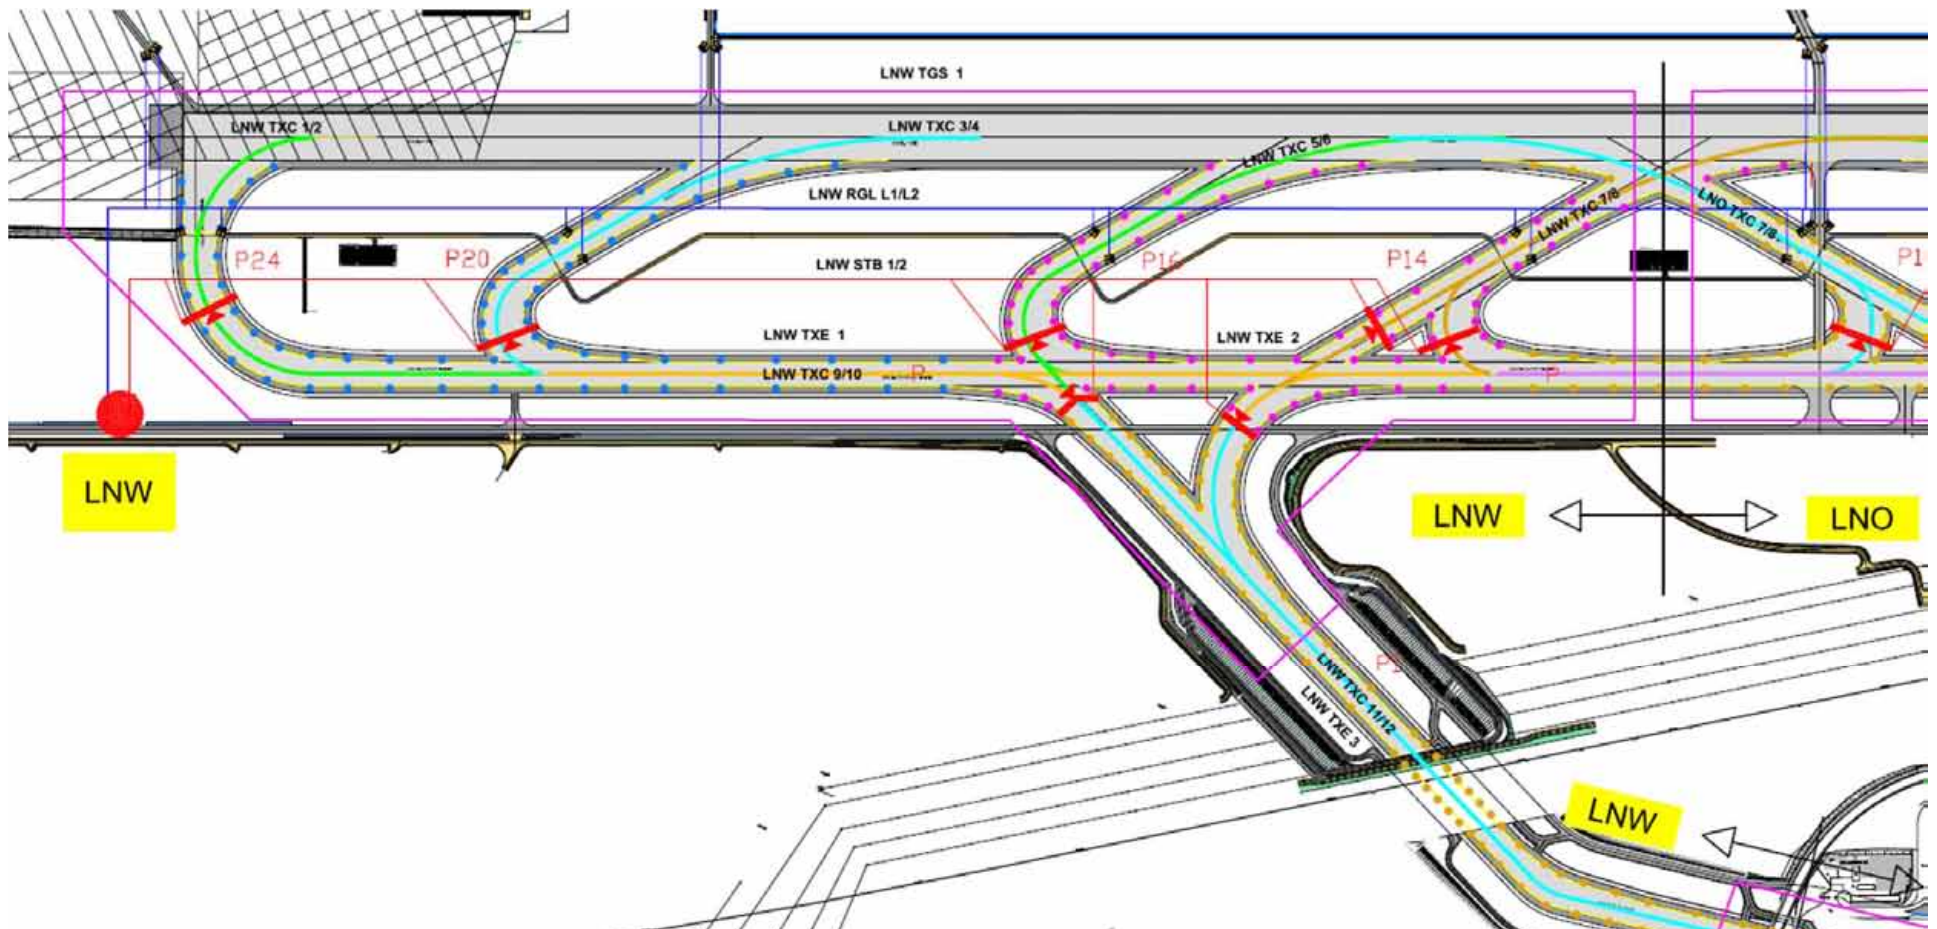 LNW TGS 1
LNW TXC 1/2
LNW TXC 3/4
LNW TXC 5/6
LNW RGL L1/L2
LNW TXC 7/8
LNO TXC 7/8
P24
P20
LNW STB 1/2
P16
P14
LNW TXE 1
LNW TXE 2
LNW TXC 9/10
P
P
LNW
LNW
LNO
LNW TXC 11/12
LNW TXE 3
LNW